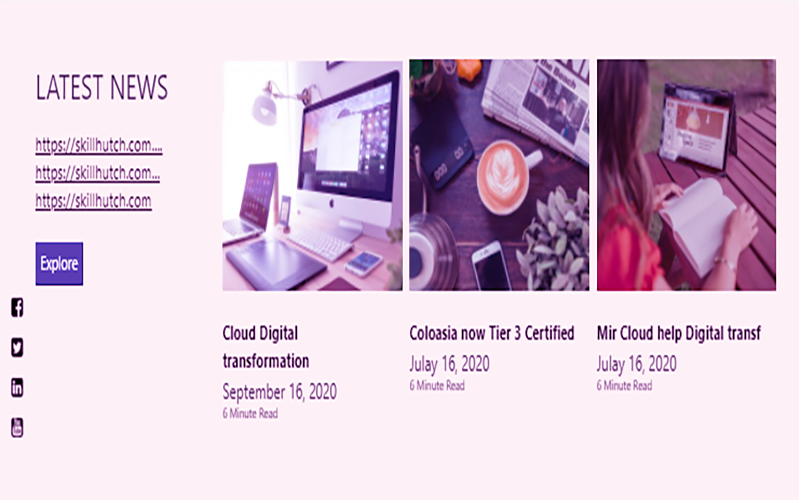 LATEST NEWS
https://skillhutch.com....
https://skillhutch.com...
https://skillhutch.com
Explore
the Beach
Cloud Digital
transformation
September 16, 2020
6 Minute Read
Coloasia now Tier 3 Certified
Julay 16, 2020
6 Minute Read
Mir Cloud help Digital transf
Julay 16, 2020
6 Minute Read